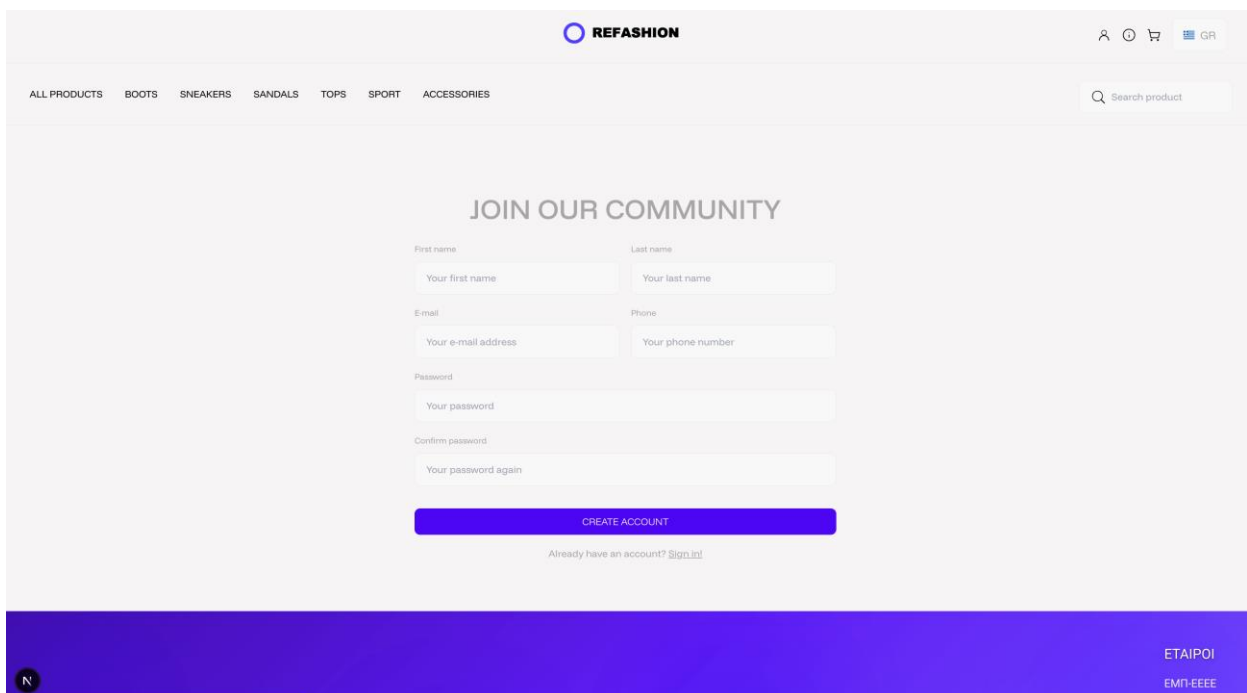 REFASHION
GR
ALL PRODUCTS BOOTS SNEAKERS SANDALS TOPS SPORT ACCESSORIES
Search product
JOIN OUR COMMUNITY
First name Last name
Your first name Your last name
E-mail Phone
Your e-mail address Your phone number
Password
Your password
Confirm password
Your password again
CREATE ACCOUNT
Already have an account? Sign in!
ΕΤΑΙΡΟΙ
N
ΕΜΠ-ΕΕΕΕ